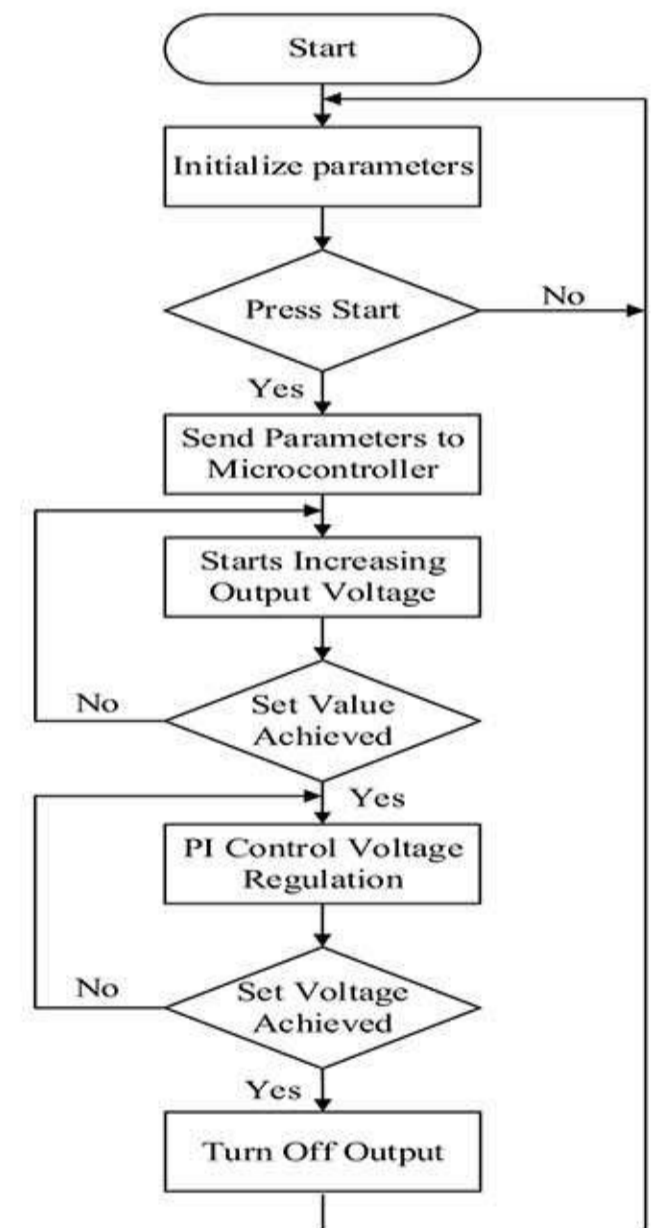 Start
Initialize parameters
Press Start
No
Yes
Send Parameters to
Microcontroller
Starts Increasing
Output Voltage
No
Set Value
Achieved
Yes
PI Control Voltage
Regulation
No
Set Voltage
Achieved
Yes
Turn Off Output